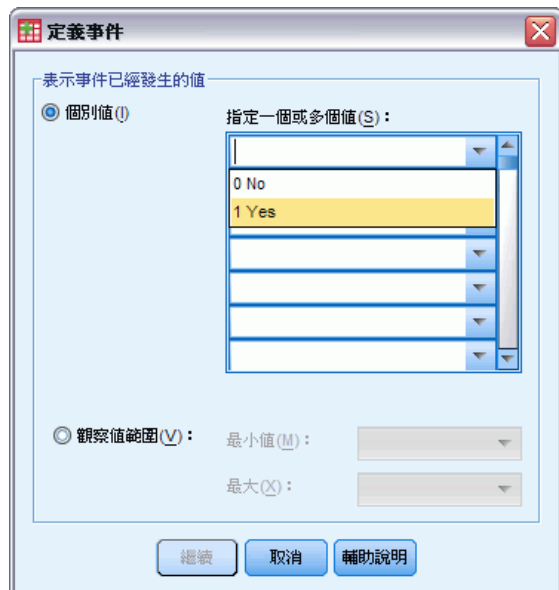 定義事件
表示事件已經發生的值
個別值(I)
指定一個或多個值(S)：
0 No
1 Yes
觀察值範圍(V)：
最小值(M)：
最大(X)：
繼續
取消
輔助說明